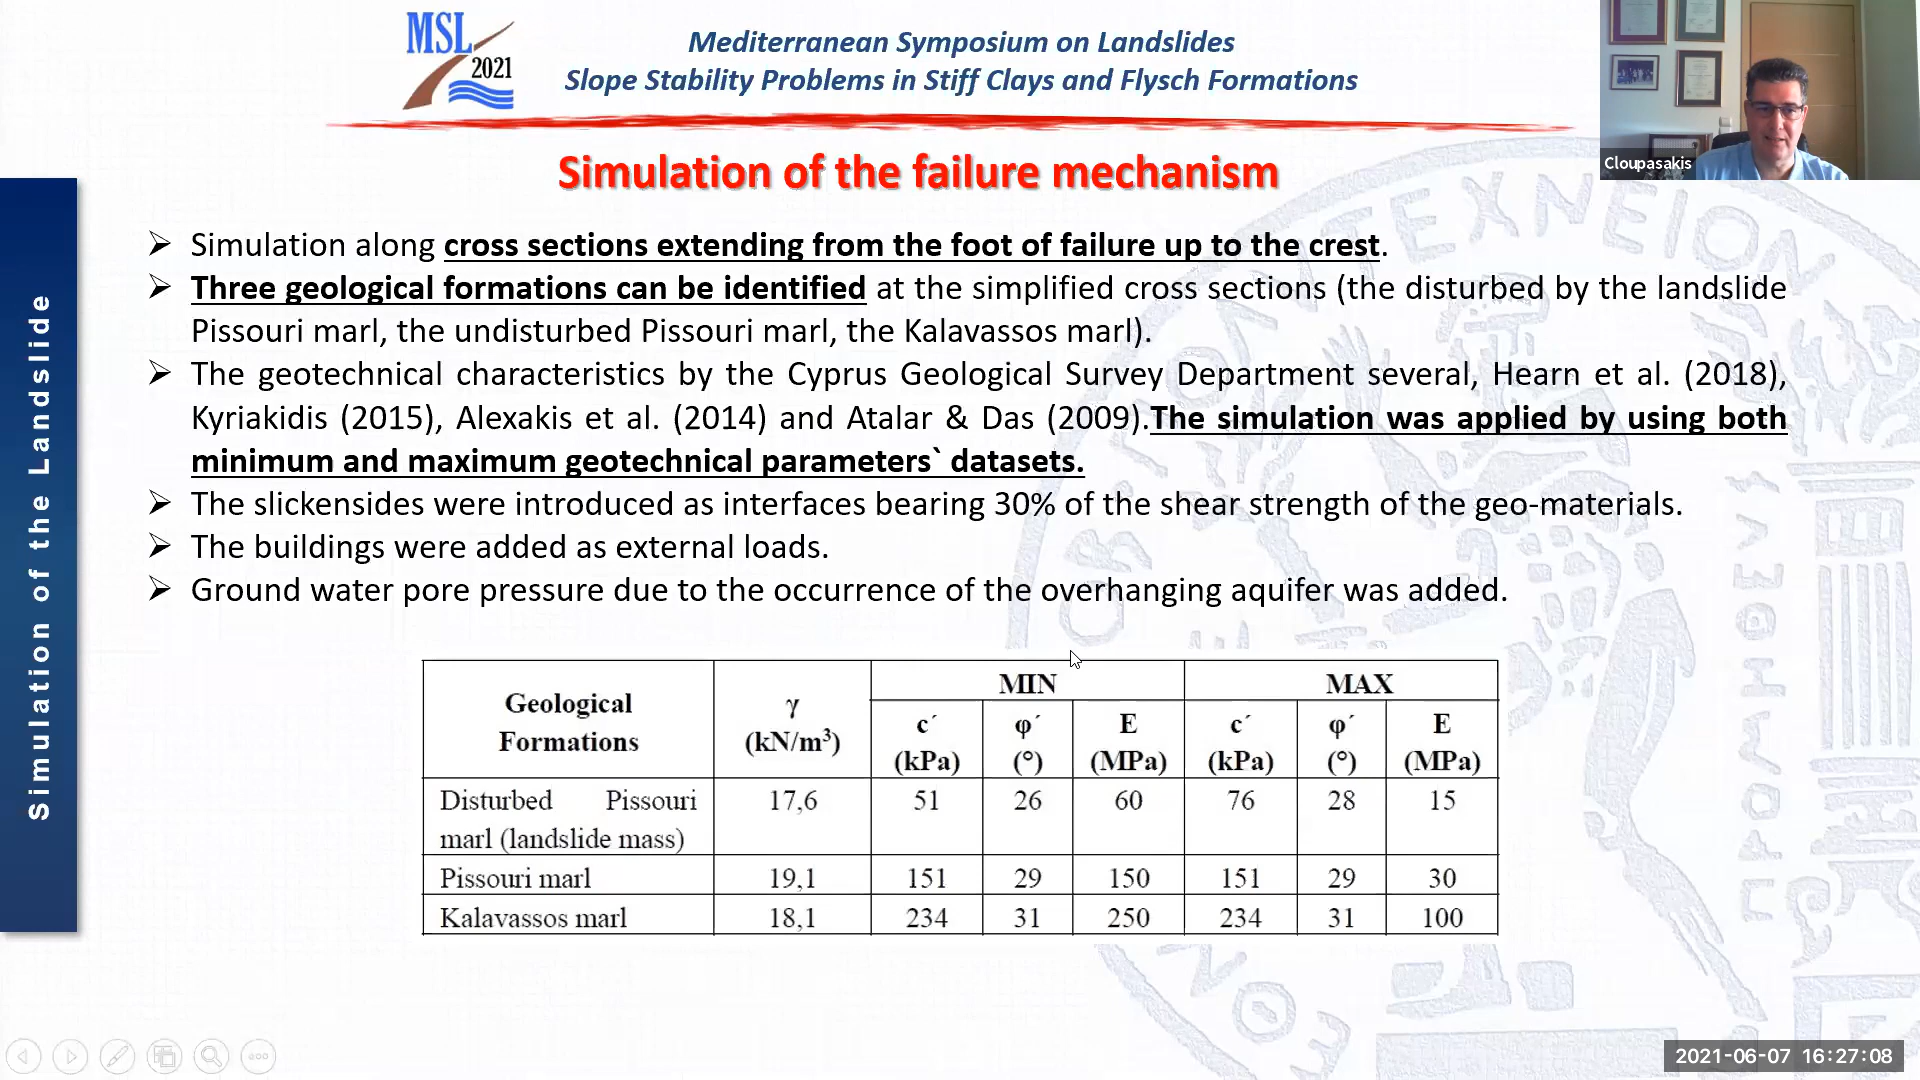 MSL
2021
Mediterranean Symposium on Landslides
Slope Stability Problems in Stiff Clays and Flysch Formations
Cloupasakis
Simulation of the failure mechanism
Simulation of the Landslide
➢ Simulation along cross sections extending from the foot of failure up to the crest.
➢ Three geological formations can be identified at the simplified cross sections (the disturbed by the landslide
Pissouri marl, the undisturbed Pissouri marl, the Kalavassos marl).
➢ The geotechnical characteristics by the Cyprus Geological Survey Department several, Hearn et al. (2018),
Kyriakidis (2015), Alexakis et al. (2014) and Atalar & Das (2009).The simulation was applied by using both
minimum and maximum geotechnical parameters` datasets.
➢ The slickensides were introduced as interfaces bearing 30% of the shear strength of the geo-materials.
➢ The buildings were added as external loads.
➢ Ground water pore pressure due to the occurrence of the overhanging aquifer was added.
Geological Formations γ (kN/m³) MIN MAX
c´ (kPa) φ´ (°) E (MPa) c´ (kPa) φ´ (°) E (MPa)
Disturbed Pissouri 17,6 51 26 60 76 28 15
marl (landslide mass)
Pissouri marl 19,1 151 29 150 151 29 30
Kalavassos marl 18,1 234 31 250 234 31 100
2021-06-07 16:27:08